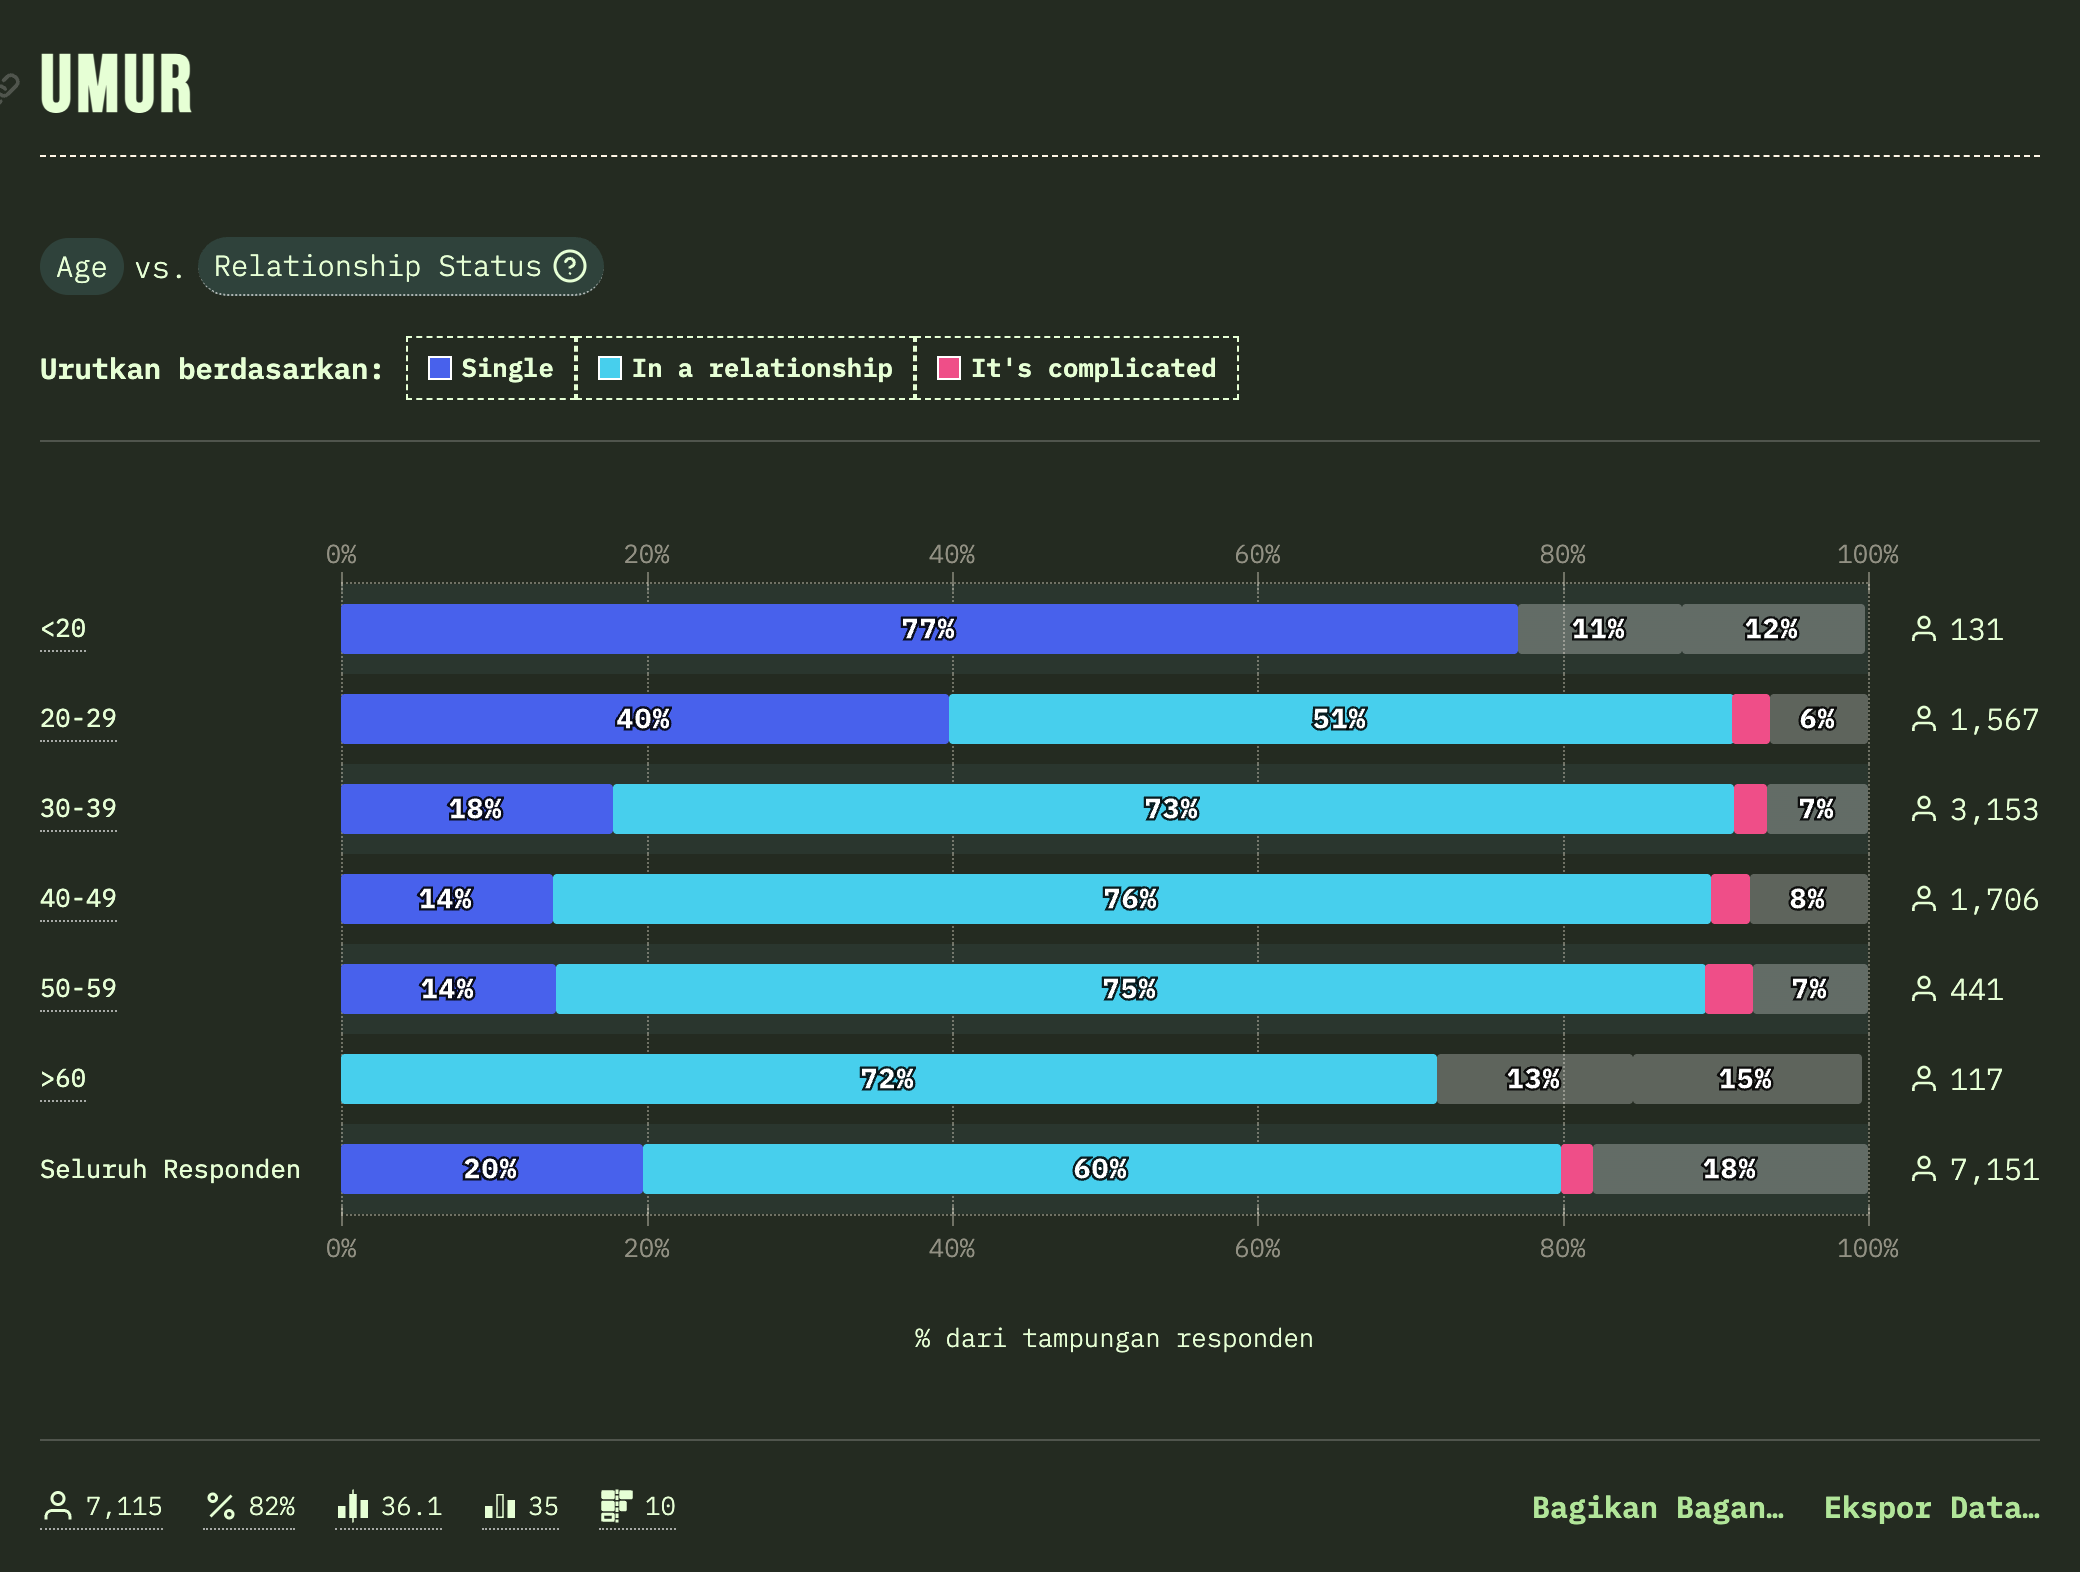 UMUR
Age vs. Relationship Status
Urutkan berdasarkan: Single In a relationship It's complicated
0% 20% 40% 60% 80% 100%
<20 77% 11% 12% 131
20-29 40% 51% 6% 1,567
30-39 18% 73% 7% 3,153
40-49 14% 76% 8% 1,706
50-59 14% 75% 7% 441
>60 72% 13% 15% 117
Seluruh Responden 20% 60% 18% 7,151
0% 20% 40% 60% 80% 100%
% dari tampungan responden
7,115 82% 36.1 35 10 Bagikan Bagan… Ekspor Data…